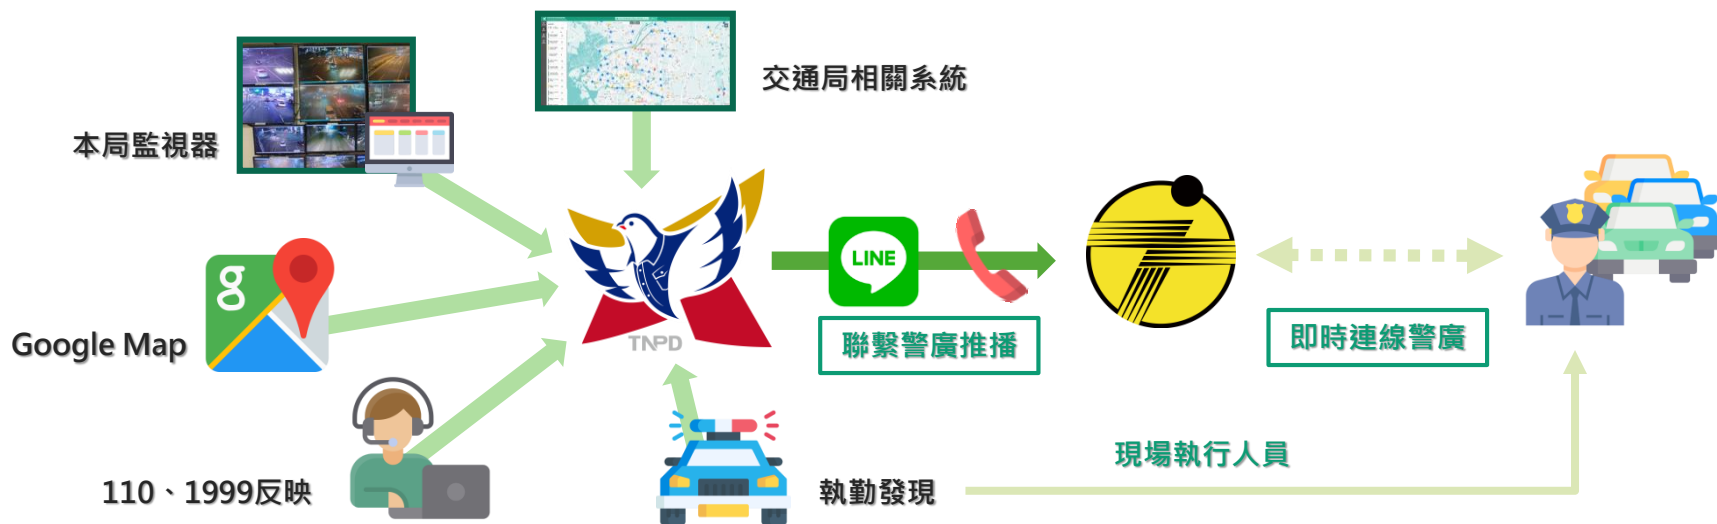 交通局相關系統
本局監視器
Google Map
110、1999反映
TNPD
執勤發現
LINE
聯繫警廣推播
即時連線警廣
現場執行人員